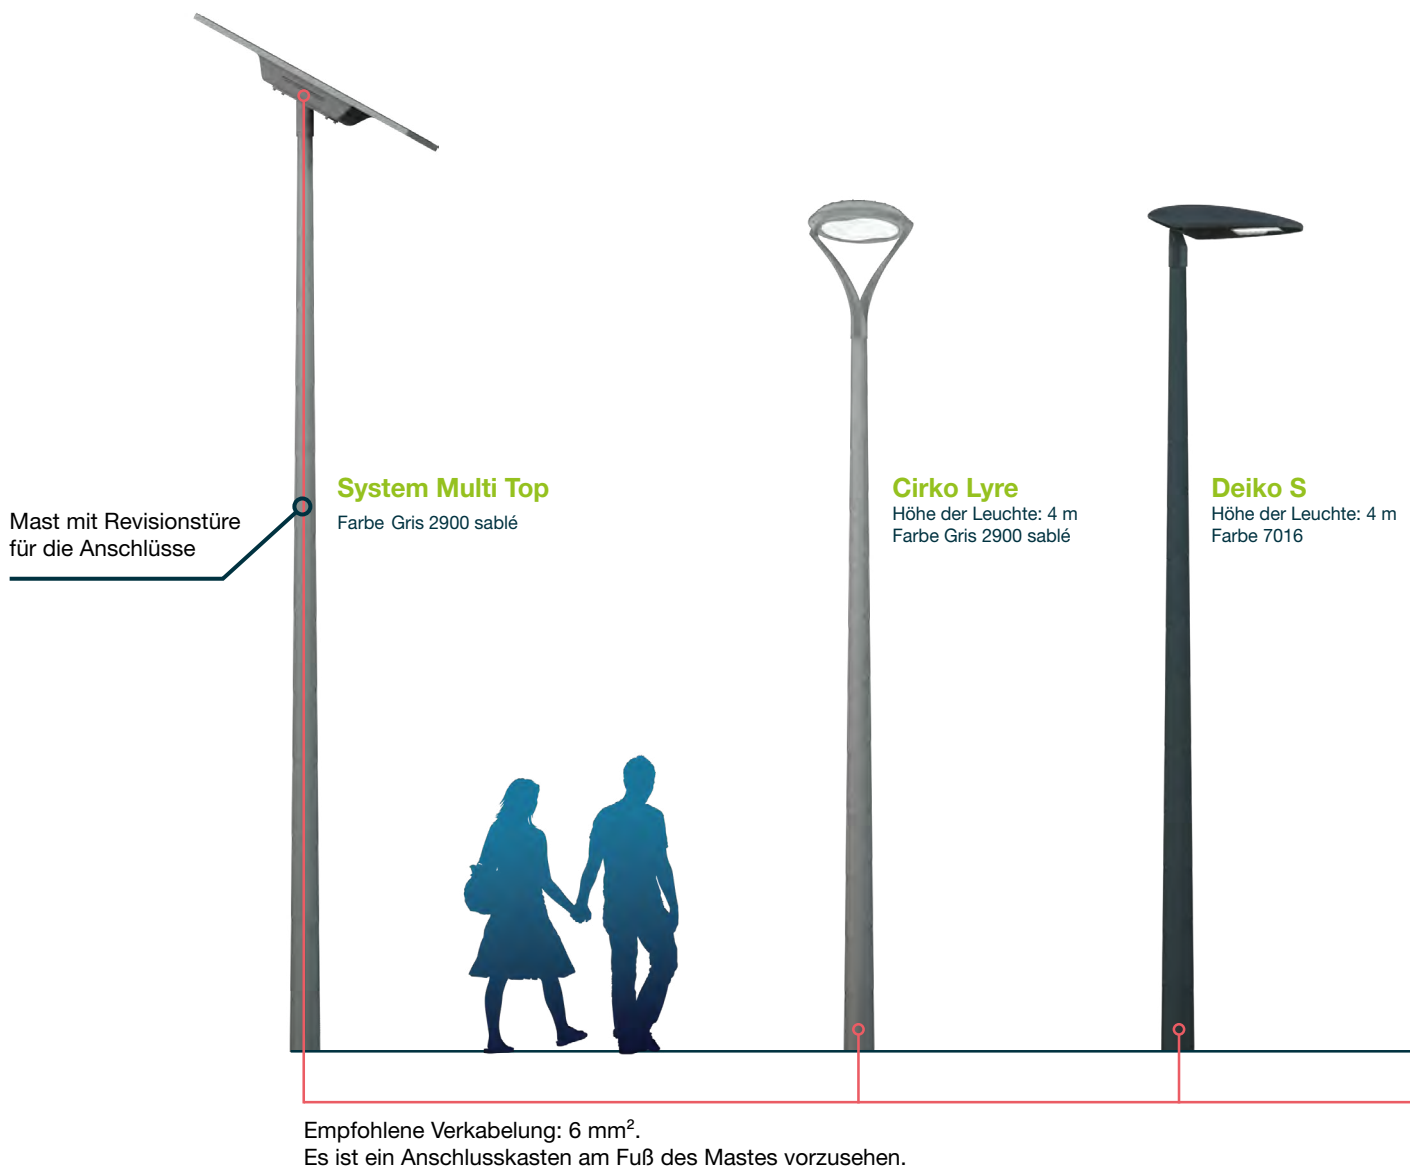 System Multi Top
Farbe Gris 2900 sablé
Mast mit Revisionstüre
für die Anschlüsse
Cirko Lyre
Höhe der Leuchte: 4 m
Farbe Gris 2900 sablé
Deiko S
Höhe der Leuchte: 4 m
Farbe 7016
Empfohlene Verkabelung: 6 mm².
Es ist ein Anschlusskasten am Fuß des Mastes vorzusehen.